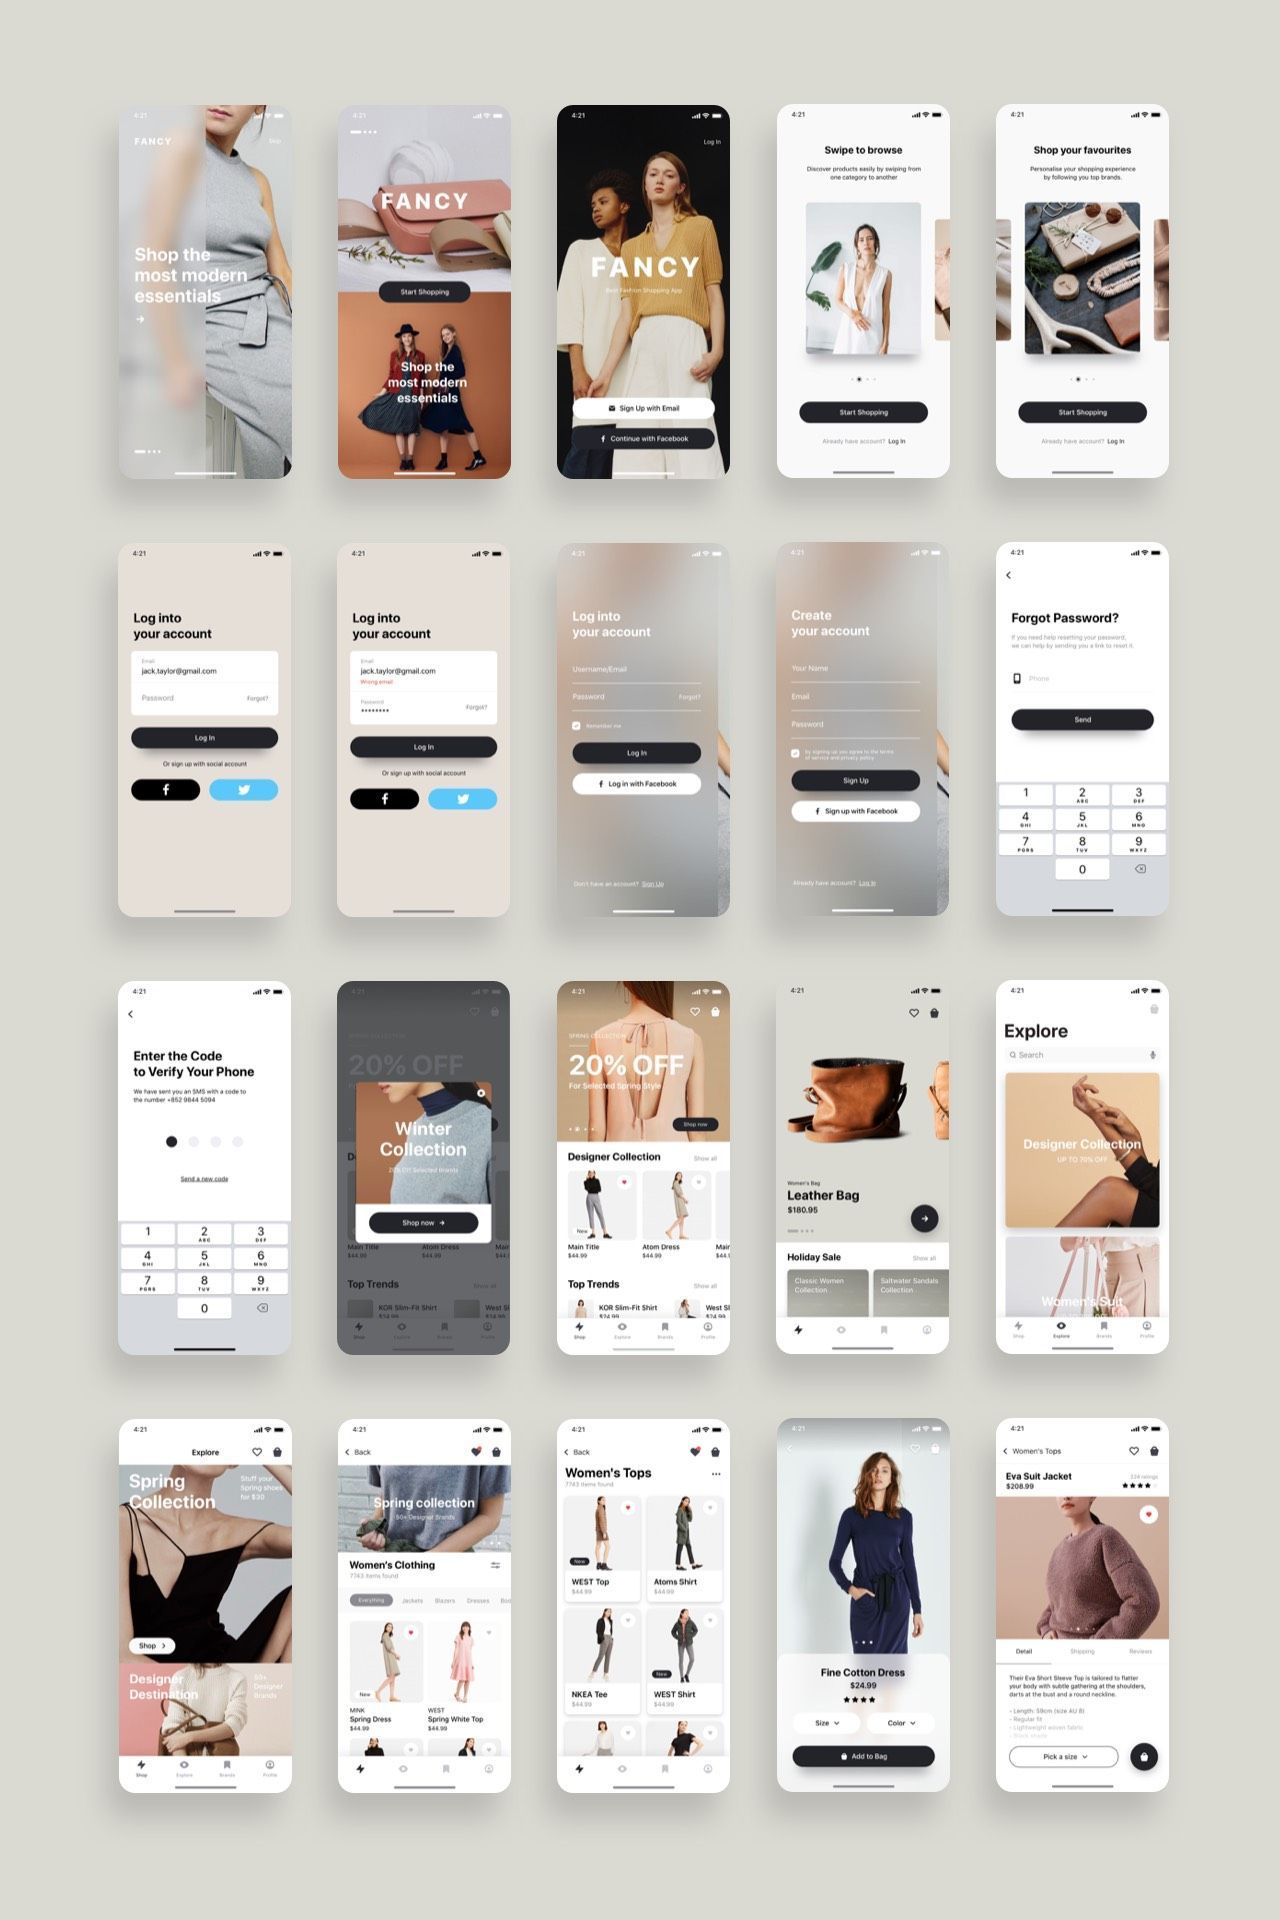 4:21
FANCY
Skip
Shop the
most modern
essentials
4:21
FANCY
Start Shopping
Shop the
most modern
essentials
4:21
Log In
FANCY
Best Fashion Shopping App
Sign Up with Email
Continue with Facebook
4:21
Swipe to browse
Discover products easily by swiping from
one category to another
Start Shopping
Already have account? Log In
4:21
Shop your favourites
Personalise your shopping experience
by following you top brands.
Start Shopping
Already have account? Log In
4:21
Log into
your account
Email
jack.taylor@gmail.com
Password Forgot?
Log In
Or sign up with social account
4:21
Log into
your account
Email
jack.taylor@gmail.com
Wrong email
Password
Forgot?
Log In
Or sign up with social account
4:21
Log into
your account
Username/Email
Password Forgot?
Remember me
Log In
Log in with Facebook
Don't have an account? Sign Up
4:21
Create
your account
Your Name
Email
Password
by signing up you agree to the terms
of service and privacy policy
Sign Up
Sign up with Facebook
Already have account? Log In
4:21
Forgot Password?
If you need help resetting your password,
we can help by sending you a link to reset it.
Phone
Send
1 2 3
ABC DEF
4 5 6
GHI JKL MNO
7 8 9
PQRS TUV WXYZ
0
4:21
Enter the Code
to Verify Your Phone
We have sent you an SMS with a code to
the number +852 9844 5094
Send a new code
1 2 3
ABC DEF
4 5 6
GHI JKL MNO
7 8 9
PQRS TUV WXYZ
0
4:21
SPRING COLLECTION
20% OFF
Winter
Collection
20% Off Selected Brands
Shop now
Show all
Main Title Atom Dress Mair
$44.99 $44.99 $44.9
Top Trends Show all
KOR Slim-Fit Shirt West Sl
$24.99
Shop Explore Brands Profile
4:21
SPRING COLLECTION
20% OFF
For Selected Spring Style
Shop now
Designer Collection Show all
New
Main Title Atom Dress Mair
$44.99 $44.99 $44.9
Top Trends Show all
KOR Slim-Fit Shirt West Sl
$24.99
Shop Explore Brands Profile
4:21
Women's Bag
Leather Bag
$180.95
Holiday Sale Show all
Classic Women
Collection
Saltwater Sandals
Collection
4:21
Explore
Search
Designer Collection
UP TO 70% OFF
Women's Suit
Shop Explore Brands Profile
4:21
Explore
Spring
Collection
Stuff your
Spring shoes
for $30
Shop
Designer
Destination
50+
Designer
Brands
Shop Explore Brands Profile
4:21
Back
Spring collection
50+ Designer Brands
Women's Clothing
7743 items found
Everything Jackets Blazers Dresses
New
MINK WEST
Spring Dress Spring White Top
$44.99 $44.99
4:21
Back
Women's Tops
7743 items found
New
WEST Top Atoms Shirt
$44.99 $44.99
New
NKEA Tee WEST Shirt
$44.99 $44.99
4:21
Fine Cotton Dress
$24.99
Size Color
Add to Bag
4:21
Women's Tops
Eva Suit Jacket 124 ratings
$208.99
Detail Shipping Reviews
Their Eva Short Sleeve Top is tailored to flatter
your body with subtle gathering at the shoulders,
darts at the bust and a round neckline.
- Length: 59cm (size AU 8)
- Regular fit
- Lightweight woven fabric
Pick a size